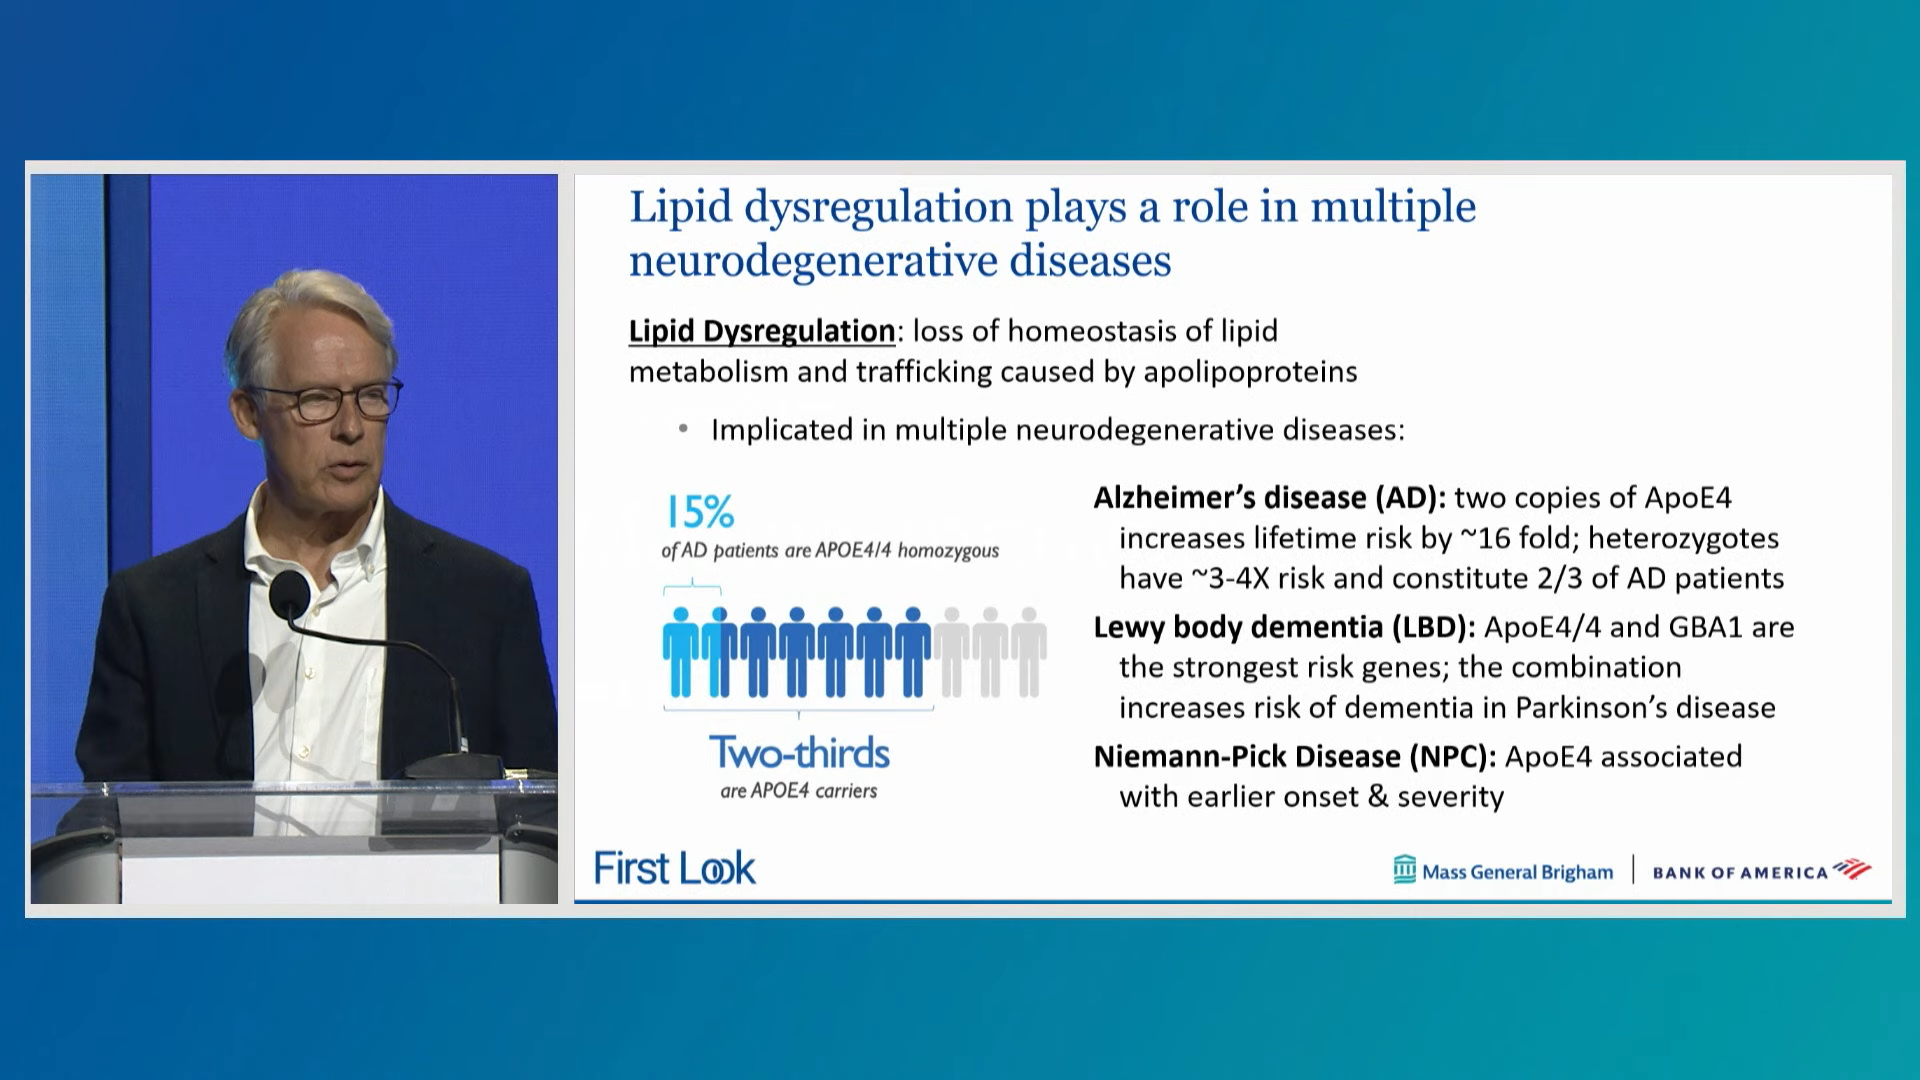 Lipid dysregulation plays a role in multiple
neurodegenerative diseases
Lipid Dysregulation: loss of homeostasis of lipid
metabolism and trafficking caused by apolipoproteins
• Implicated in multiple neurodegenerative diseases:
15%
of AD patients are APOE4/4 homozygous
Two-thirds
are APOE4 carriers
Alzheimer’s disease (AD): two copies of ApoE4
increases lifetime risk by ~16 fold; heterozygotes
have ~3-4X risk and constitute 2/3 of AD patients
Lewy body dementia (LBD): ApoE4/4 and GBA1 are
the strongest risk genes; the combination
increases risk of dementia in Parkinson’s disease
Niemann-Pick Disease (NPC): ApoE4 associated
with earlier onset & severity
First Look
Mass General Brigham
BANK OF AMERICA